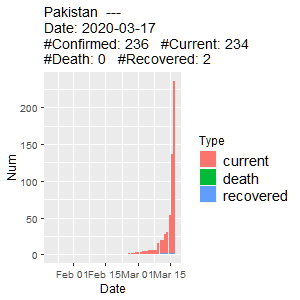 Pakistan  ---
Date: 2020-03-17
#Confirmed: 236   #Current: 234
#Death: 0   #Recovered: 2
200
150
100
50
0
Num
Feb 01 Feb 15 Mar 01 Mar 15
Date
Type
current
death
recovered